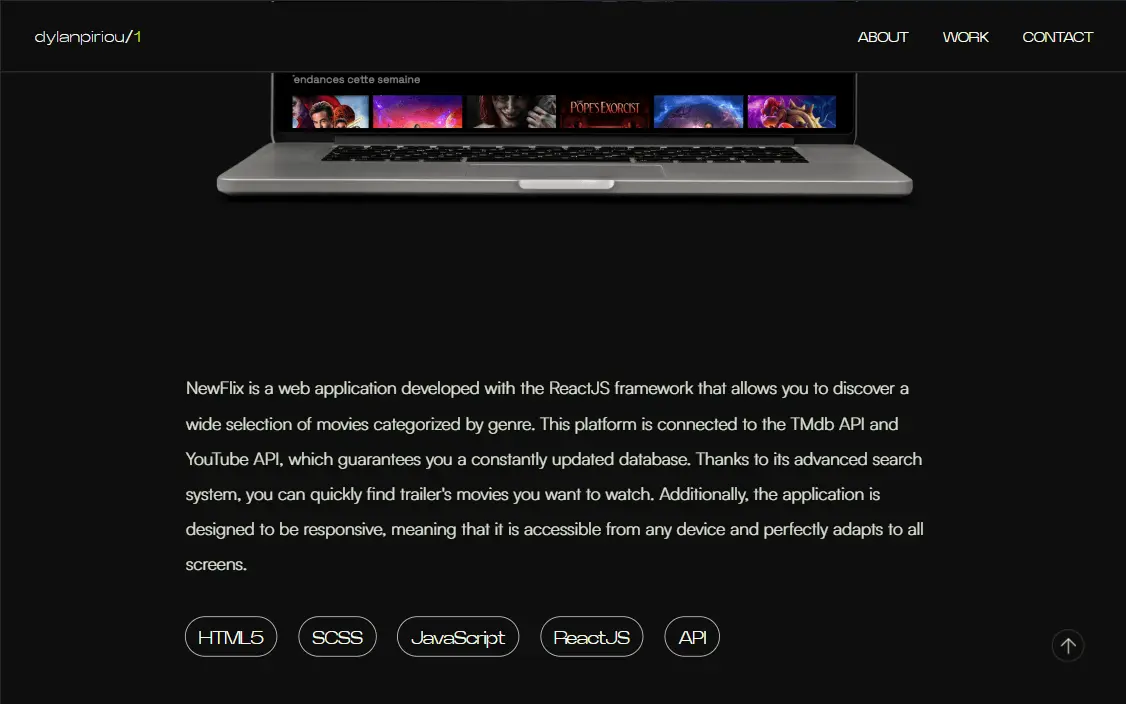 dylanpiriou/1
ABOUT WORK CONTACT
Tendances cette semaine
POPE'S EXORCIST
NewFlix is a web application developed with the ReactJS framework that allows you to discover a
wide selection of movies categorized by genre. This platform is connected to the TMdb API and
YouTube API, which guarantees you a constantly updated database. Thanks to its advanced search
system, you can quickly find trailer's movies you want to watch. Additionally, the application is
designed to be responsive, meaning that it is accessible from any device and perfectly adapts to all
screens.
HTML5 SCSS JavaScript ReactJS API